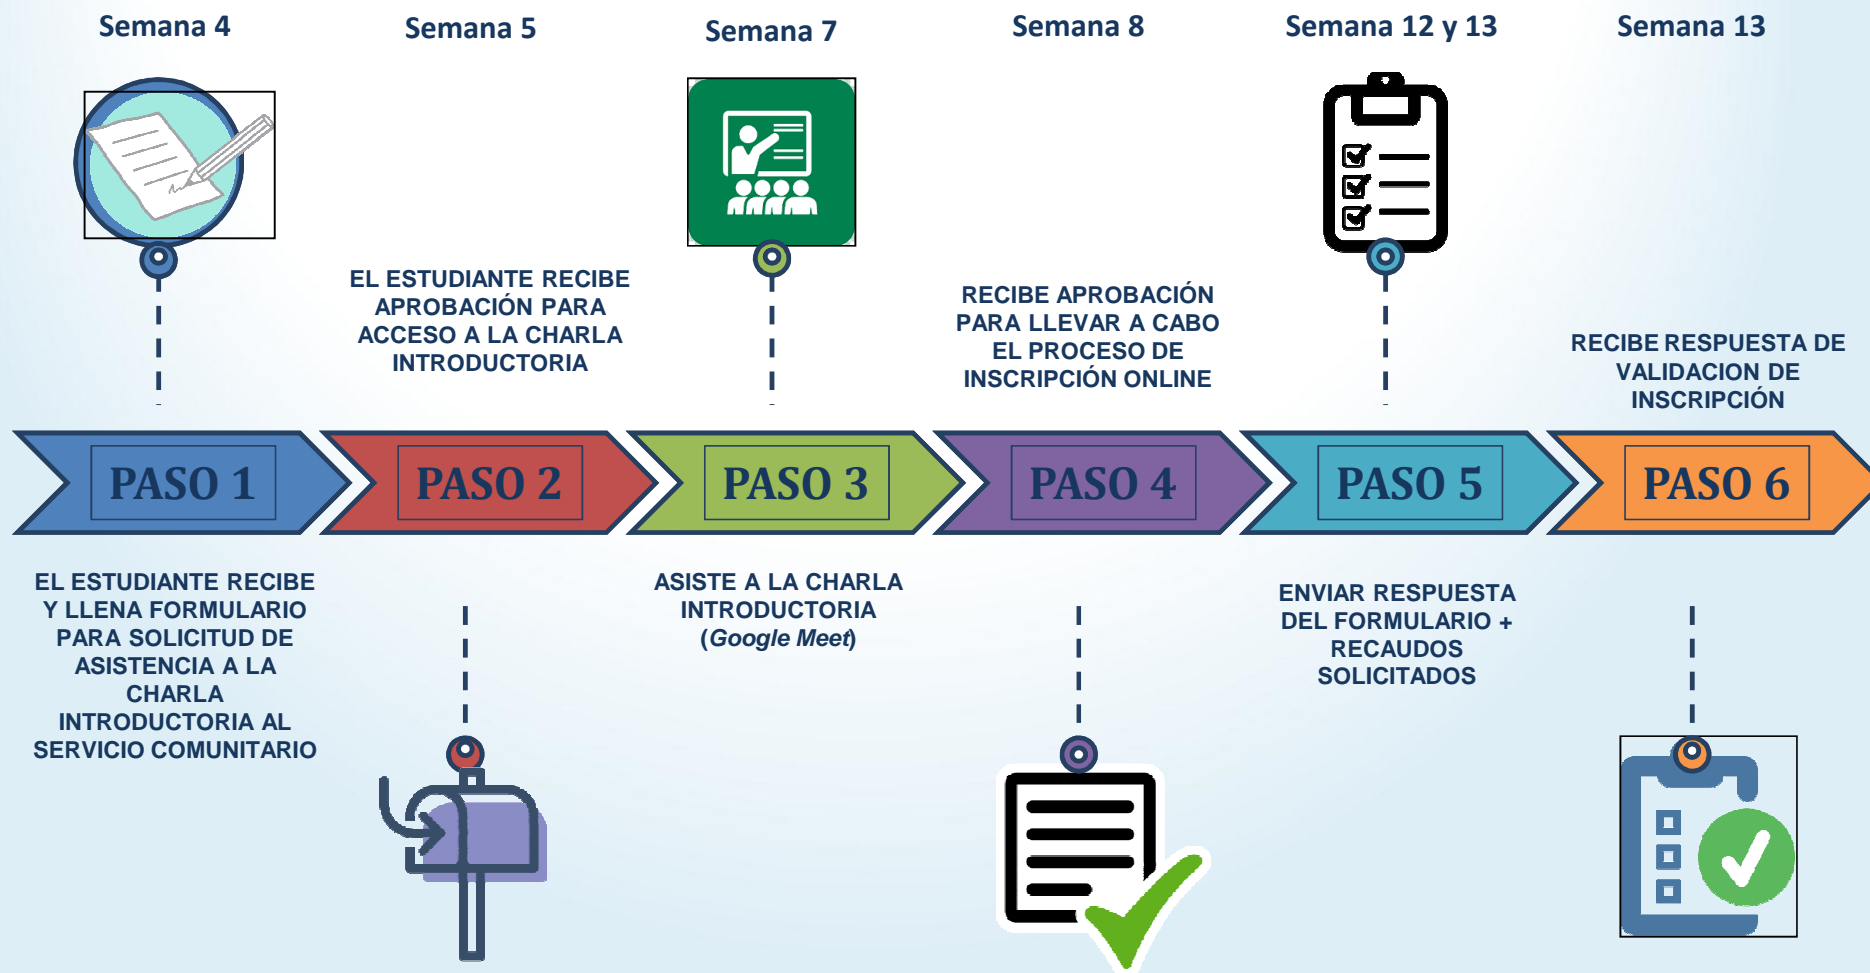 Semana 4
Semana 5
Semana 7
Semana 8
Semana 12 y 13
Semana 13
EL ESTUDIANTE RECIBE
APROBACIÓN PARA
ACCESO A LA CHARLA
INTRODUCTORIA
RECIBE APROBACIÓN
PARA LLEVAR A CABO
EL PROCESO DE
INSCRIPCIÓN ONLINE
RECIBE RESPUESTA DE
VALIDACION DE
INSCRIPCIÓN
PASO 1
PASO 2
PASO 3
PASO 4
PASO 5
PASO 6
EL ESTUDIANTE RECIBE
Y LLENA FORMULARIO
PARA SOLICITUD DE
ASISTENCIA A LA
CHARLA
INTRODUCTORIA AL
SERVICIO COMUNITARIO
ASISTE A LA CHARLA
INTRODUCTORIA
(Google Meet)
ENVIAR RESPUESTA
DEL FORMULARIO +
RECAUDOS
SOLICITADOS